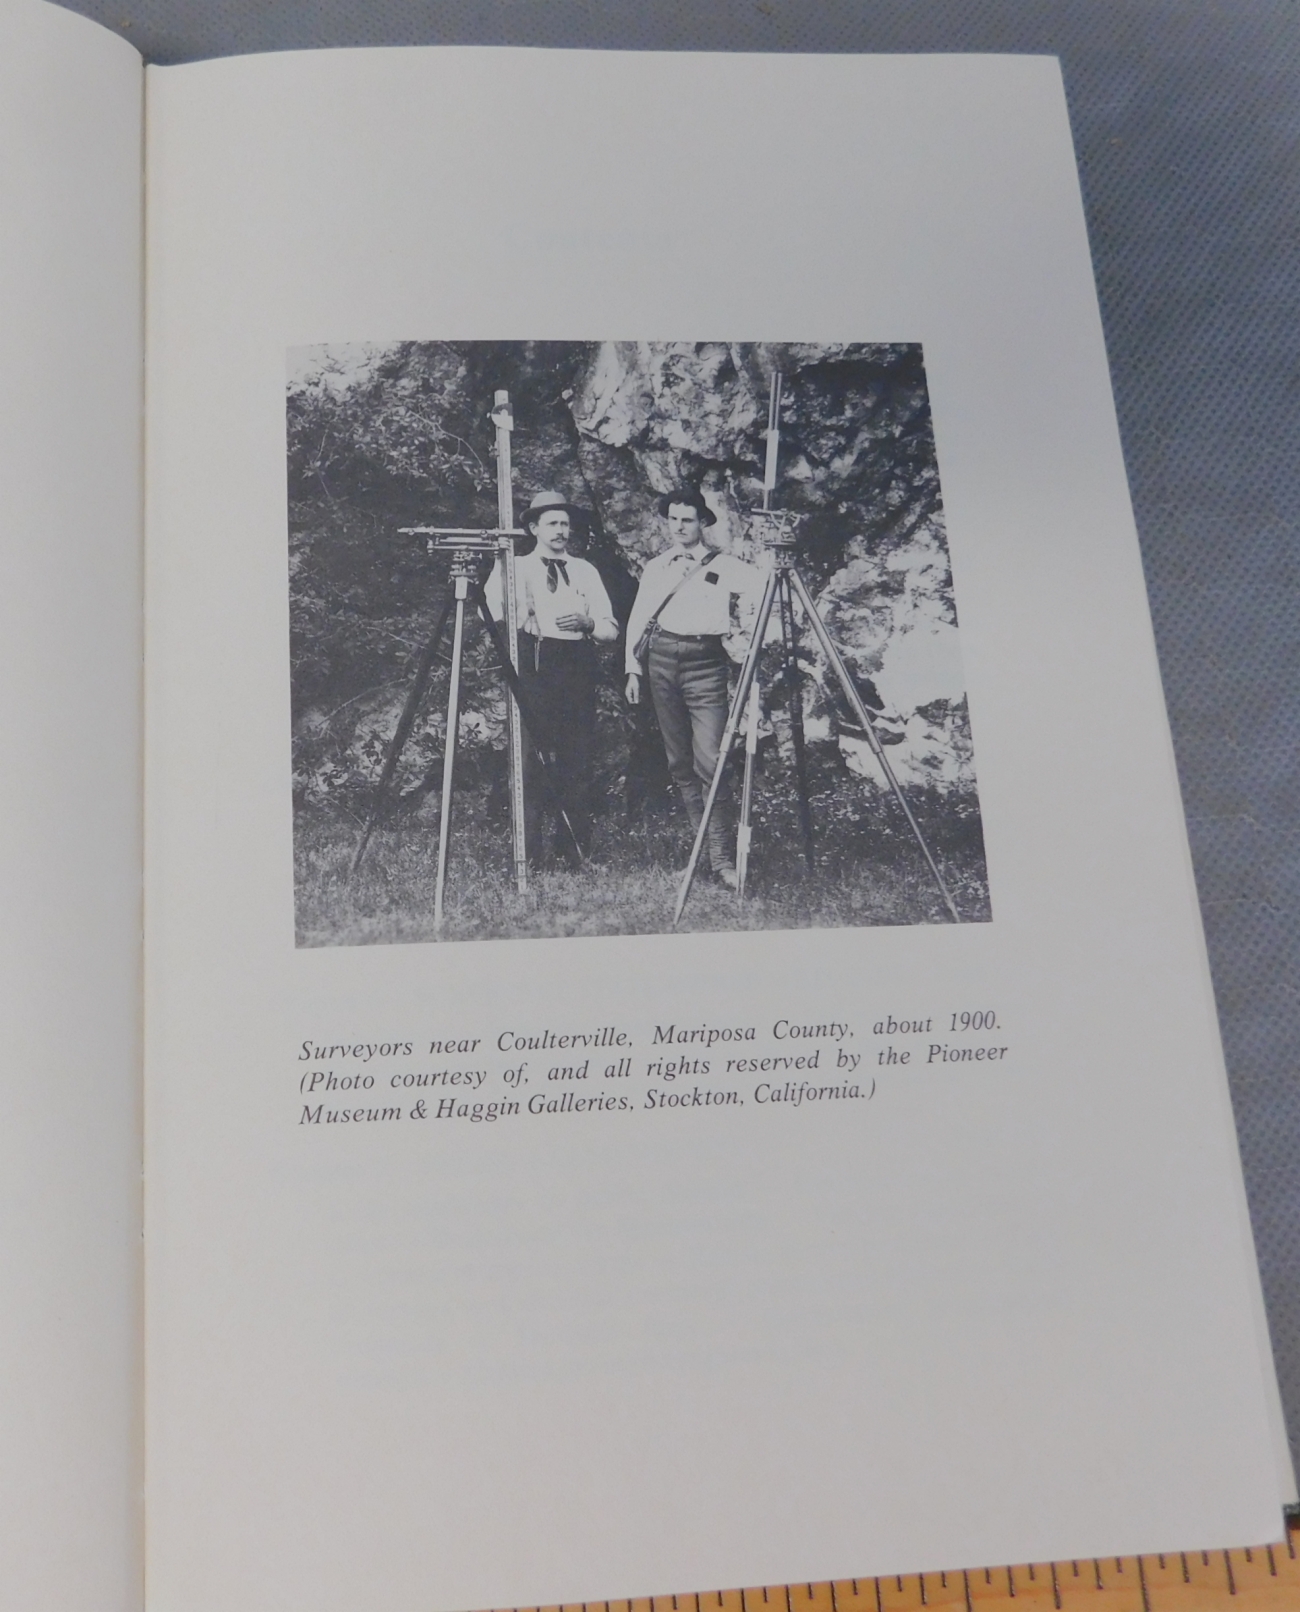 Surveyors near Coulterville, Mariposa County, about 1900.
(Photo courtesy of, and all rights reserved by the Pioneer
Museum & Haggin Galleries, Stockton, California.)